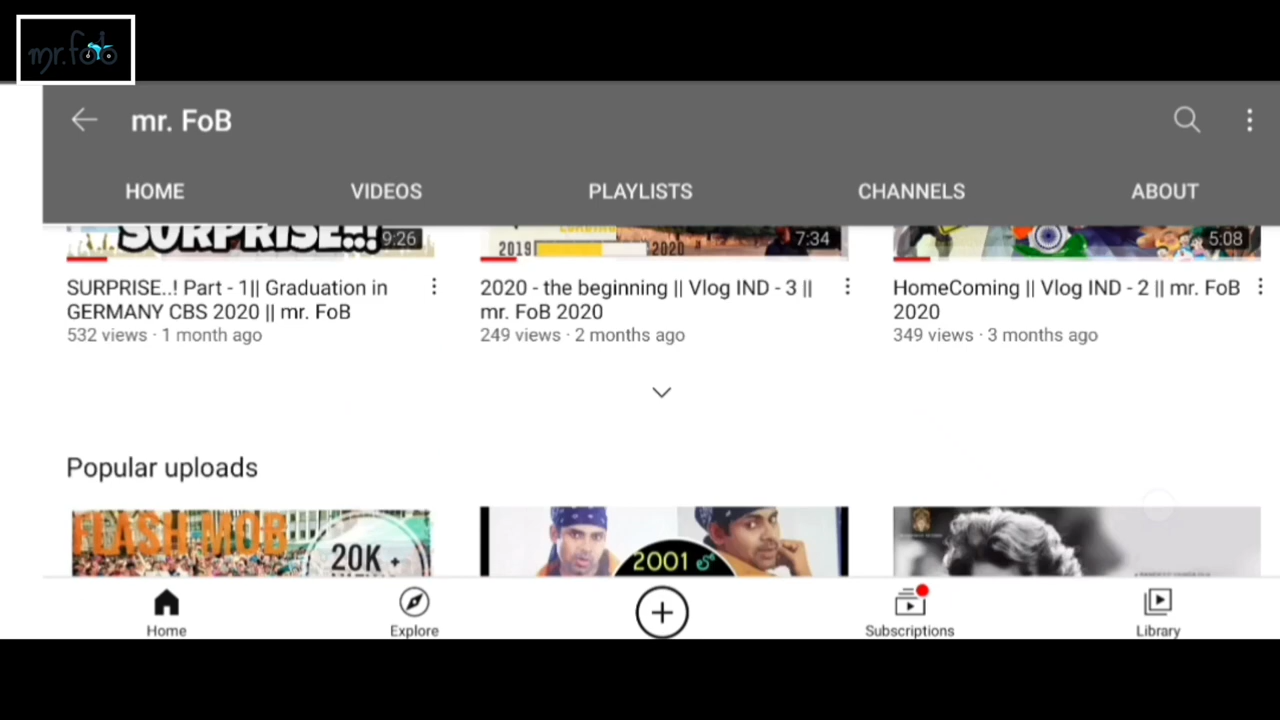 mr.fob
mr. FoB
HOME
VIDEOS
PLAYLISTS
CHANNELS
ABOUT
SURPRISE..!
9:26
2019
2020
7:34
5:08
SURPRISE..! Part - 1|| Graduation in
GERMANY CBS 2020 || mr. FoB
532 views · 1 month ago
2020 - the beginning || Vlog IND - 3 ||
mr. FoB 2020
249 views · 2 months ago
HomeComing || Vlog IND - 2 || mr. FoB
2020
349 views · 3 months ago
Popular uploads
FLASH MOB
20K +
2001 లో
Home
Explore
Subscriptions
Library